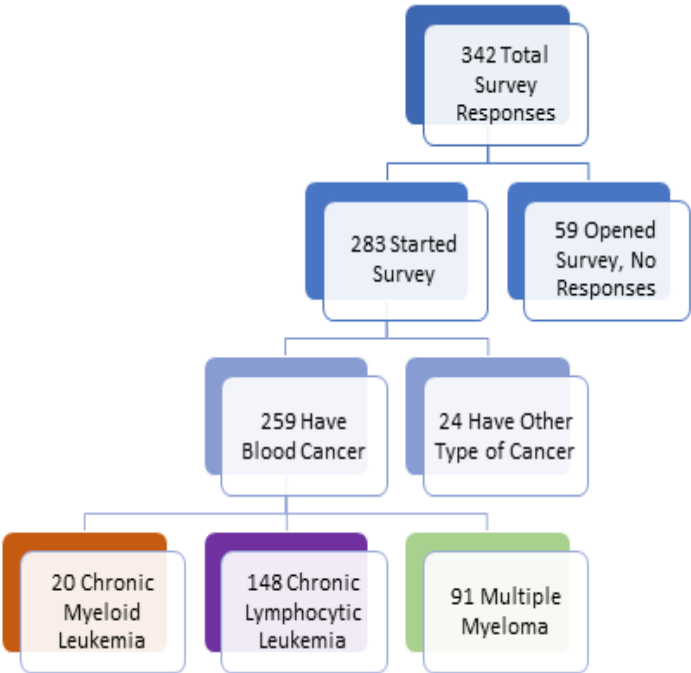 342 Total
Survey
Responses
283 Started
Survey
59 Opened
Survey, No
Responses
259 Have
Blood Cancer
24 Have Other
Type of Cancer
20 Chronic
Myeloid
Leukemia
148 Chronic
Lymphocytic
Leukemia
91 Multiple
Myeloma